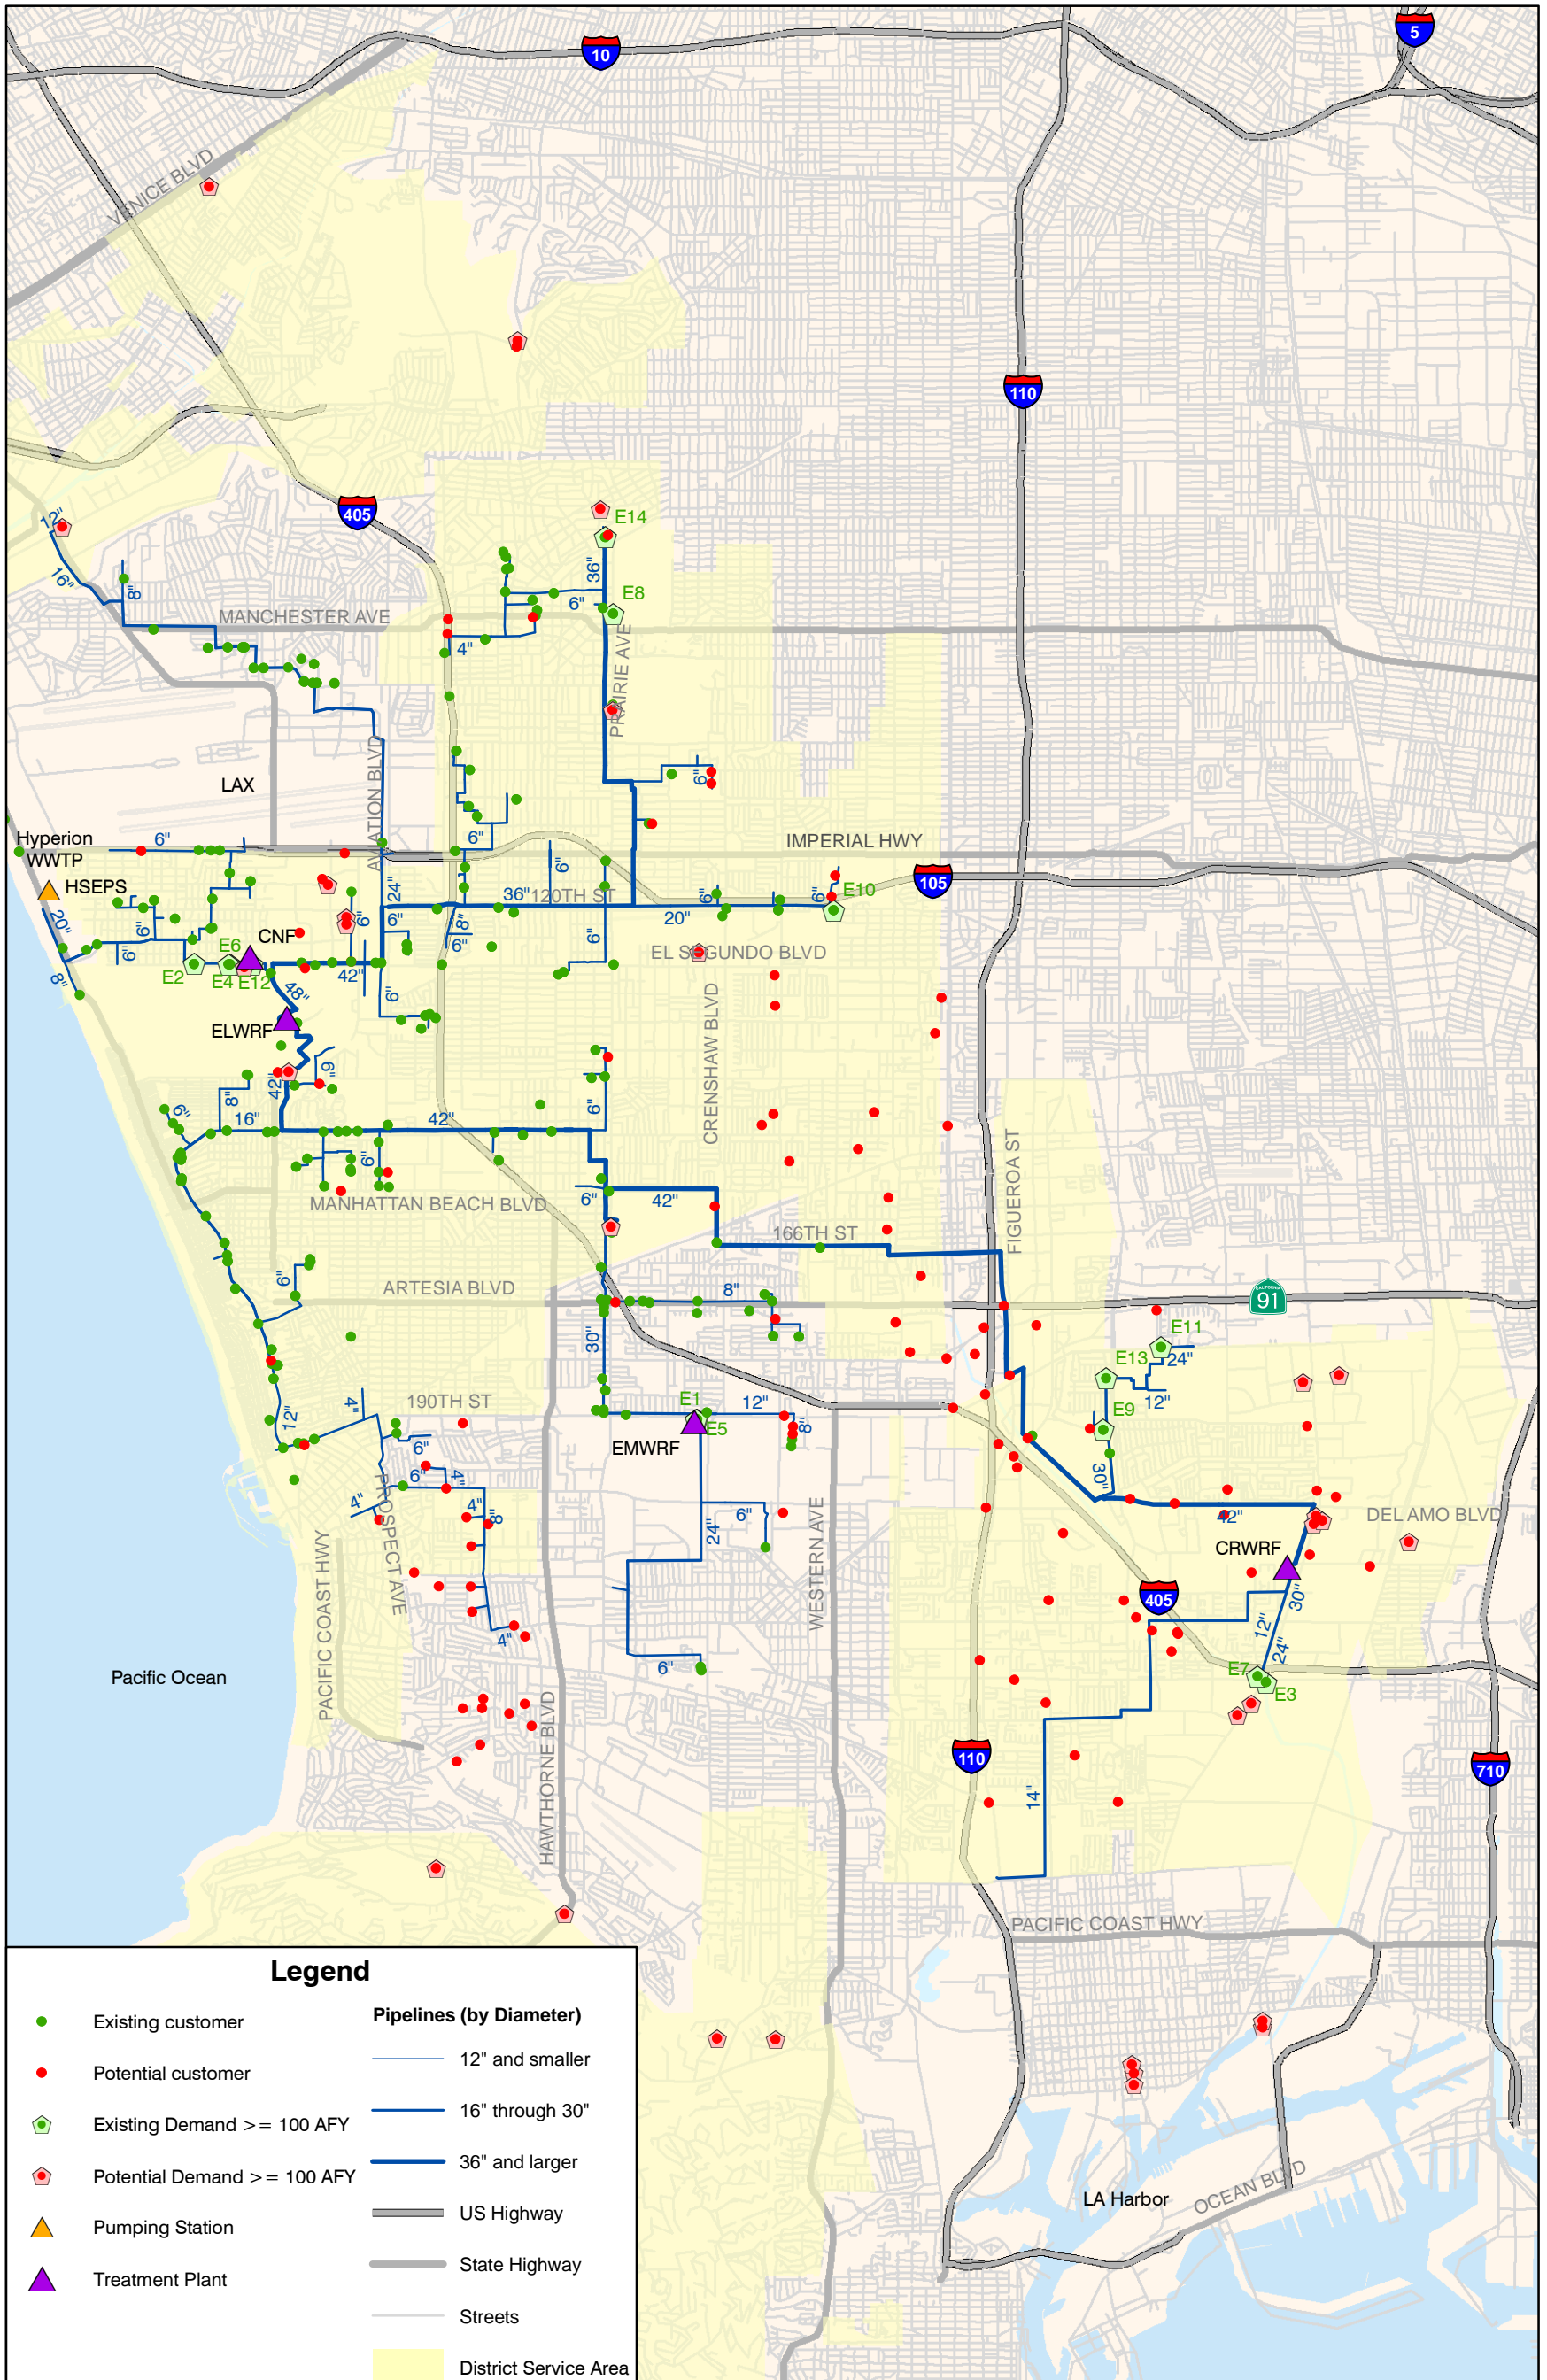 10
5
VENICE BLVD
110
405
12"
16"
8"
E14
36"
E8
6"
MANCHESTER AVE
4"
PRAIRIE AVE
LAX
AVIATION BLVD
6"
Hyperion
WWTP
6"
6"
IMPERIAL HWY
HSEPS
6"
24"
36"
120TH ST
6"
6"
E10
105
20"
20"
6"
6"
6"
6"
8"
6"
6"
CNF
E6
EL SEGUNDO BLVD
E2
E4
E12
42"
8"
48"
6"
ELWRF
CRENSHAW BLVD
6"
42"
8"
6"
16"
42"
6"
6"
FIGUEROA ST
MANHATTAN BEACH BLVD
6"
42"
166TH ST
6"
ARTESIA BLVD
8"
91
30"
E11
24"
E13
12"
190TH ST
4"
12"
E1
E5
12"
8"
E9
EMWRF
6"
6"
4"
30"
4"
4"
8"
PROSPECT AVE
24"
6"
42"
DEL AMO BLVD
CRWRF
PACIFIC COAST HWY
WESTERN AVE
405
30"
12"
24"
4"
6"
E7
E3
Pacific Ocean
HAWTHORNE BLVD
110
710
14"
PACIFIC COAST HWY
LA Harbor
OCEAN BLVD
Legend
Existing customer
Potential customer
Existing Demand >= 100 AFY
Potential Demand >= 100 AFY
Pumping Station
Treatment Plant
Pipelines (by Diameter)
12" and smaller
16" through 30"
36" and larger
US Highway
State Highway
Streets
District Service Area